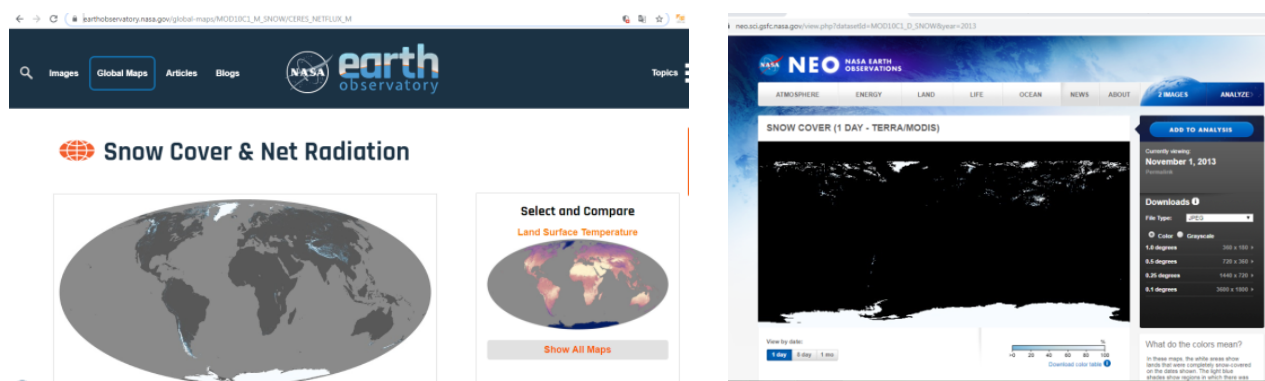 earthobservatory.nasa.gov/global-maps/MOD10C1_M_SNOW/CERES_NETFLUX_M
Images Global Maps Articles Blogs
NASA
earth
observatory
Topics
Snow Cover & Net Radiation
Select and Compare
Land Surface Temperature
Show All Maps
neo.sci.gsfc.nasa.gov/view.php?datasetId=MOD10C1_D_SNOW&year=2013
NASA
NEO NASA EARTH
OBSERVATIONS
ATMOSPHERE ENERGY LAND LIFE OCEAN NEWS ABOUT 2 IMAGES ANALYZE
SNOW COVER (1 DAY - TERRA/MODIS)
View by date:
1 day 8 day 1 mo
%
>0 20 40 60 80 100
Download color table
ADD TO ANALYSIS
Currently viewing:
November 1, 2013
Permalink
Downloads
File Type: JPEG
Color Grayscale
1.0 degrees 360 x 180
0.5 degrees 720 x 360
0.25 degrees 1440 x 720
0.1 degrees 3600 x 1800
What do the colors mean?
In these maps, the white areas show
lands that were completely snow-covered
on the dates shown. The light blue
shades show regions in which there was